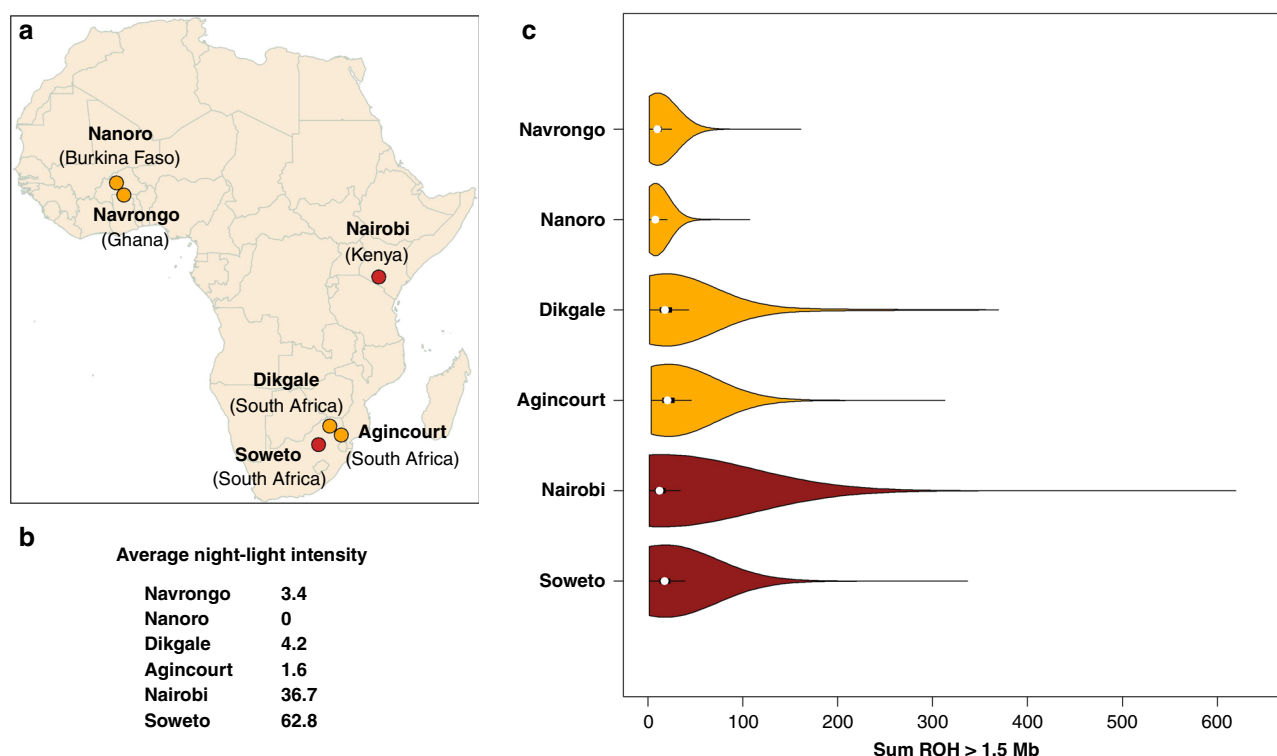 a
Nanoro
(Burkina Faso)
Navrongo
(Ghana)
Nairobi
(Kenya)
Dikgale
(South Africa)
Agincourt
(South Africa)
Soweto
(South Africa)
b
Average night-light intensity
Navrongo 3.4
Nanoro 0
Dikgale 4.2
Agincourt 1.6
Nairobi 36.7
Soweto 62.8
c
Navrongo
Nanoro
Dikgale
Agincourt
Nairobi
Soweto
0 100 200 300 400 500 600
Sum ROH > 1.5 Mb